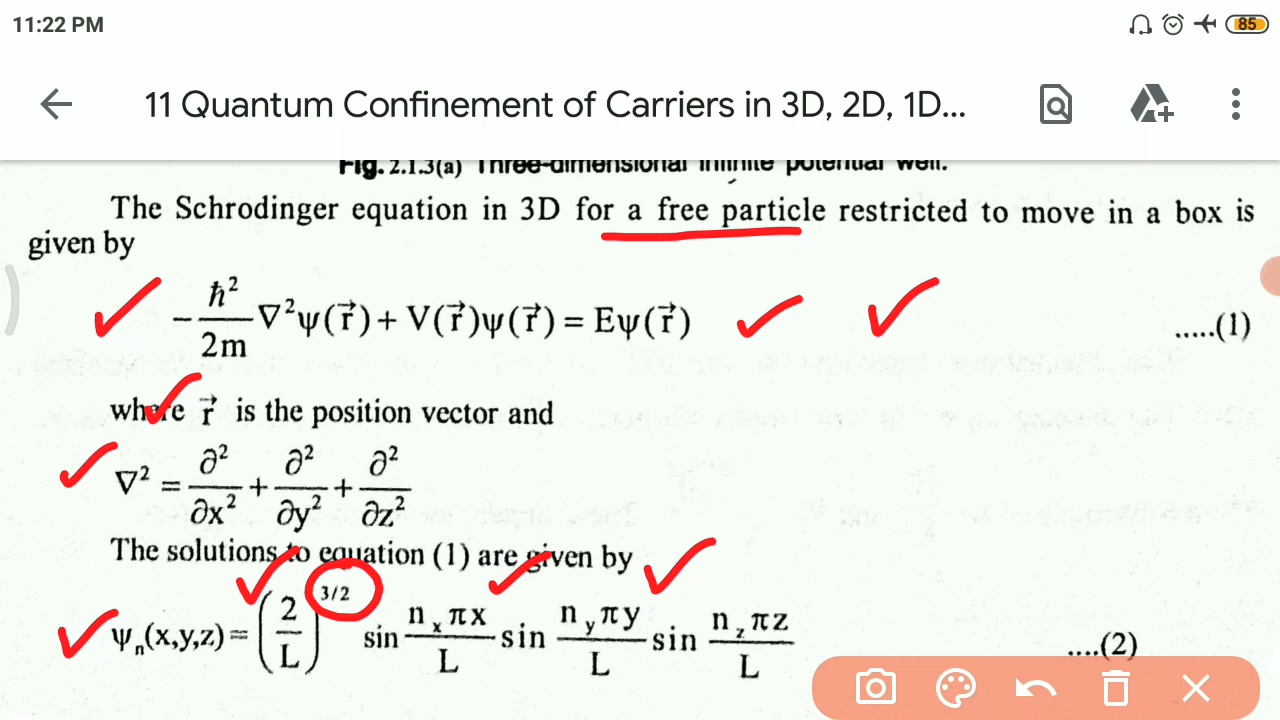 11:22 PM
85
11 Quantum Confinement of Carriers in 3D, 2D, 1D...
Fig. 2.1.3(a) Three-dimensional infinite potential well.
The Schrodinger equation in 3D for a free particle restricted to move in a box is
given by
−ħ²/2m ∇²ψ(r⃗) + V(r⃗)ψ(r⃗) = Eψ(r⃗) .....(1)
where r⃗ is the position vector and
∇² = ∂²/∂x² + ∂²/∂y² + ∂²/∂z²
The solutions to equation (1) are given by
ψₙ(x,y,z) = (2/L)^3/2 sin nₓπx/L sin n_yπy/L sin n_zπz/L ....(2)